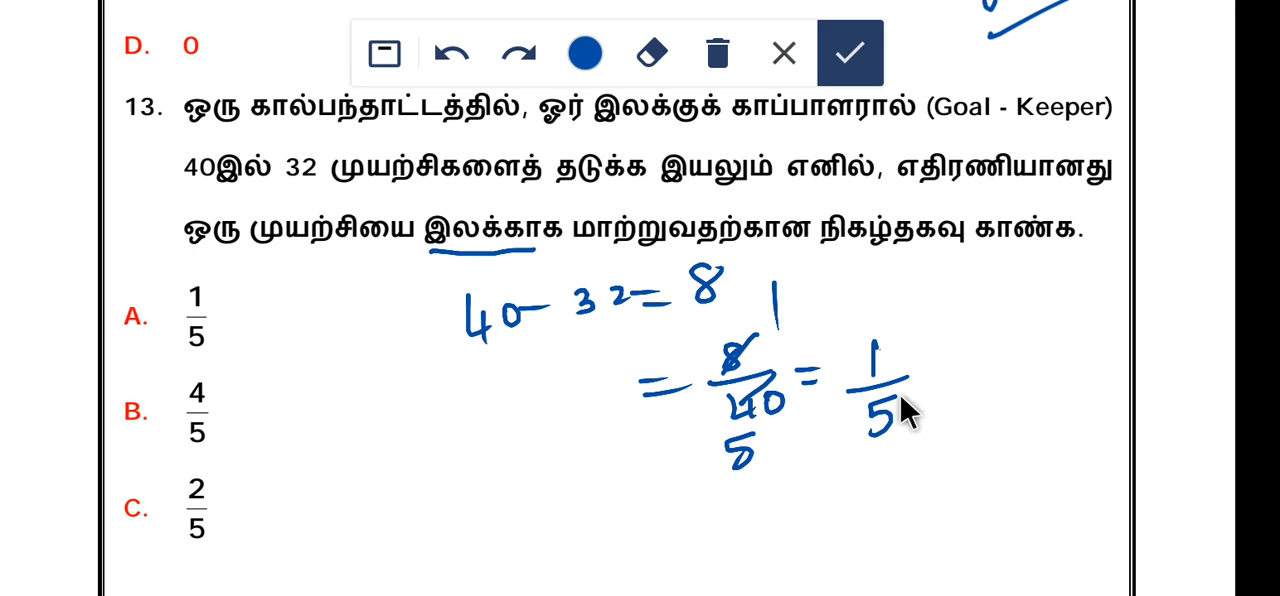 D. 0
13. ஒரு கால்பந்தாட்டத்தில், ஓர் இலக்குக் காப்பாளரால் (Goal - Keeper)
40இல் 32 முயற்சிகளைத் தடுக்க இயலும் எனில், எதிரணியானது
ஒரு முயற்சியை இலக்காக மாற்றுவதற்கான நிகழ்தகவு காண்க.
40 - 32 = 8
A. 1/5
1
= 8/40 = 1/5
5
B. 4/5
C. 2/5